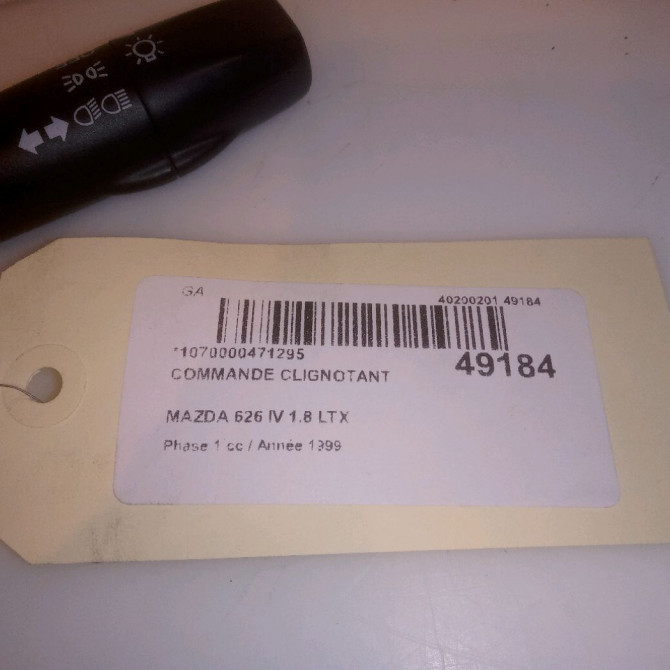 GA
40200201 49184
*1070000471295
49184
COMMANDE CLIGNOTANT
MAZDA 626 IV 1.8 LTX
Phase 1 cc / Année 1999